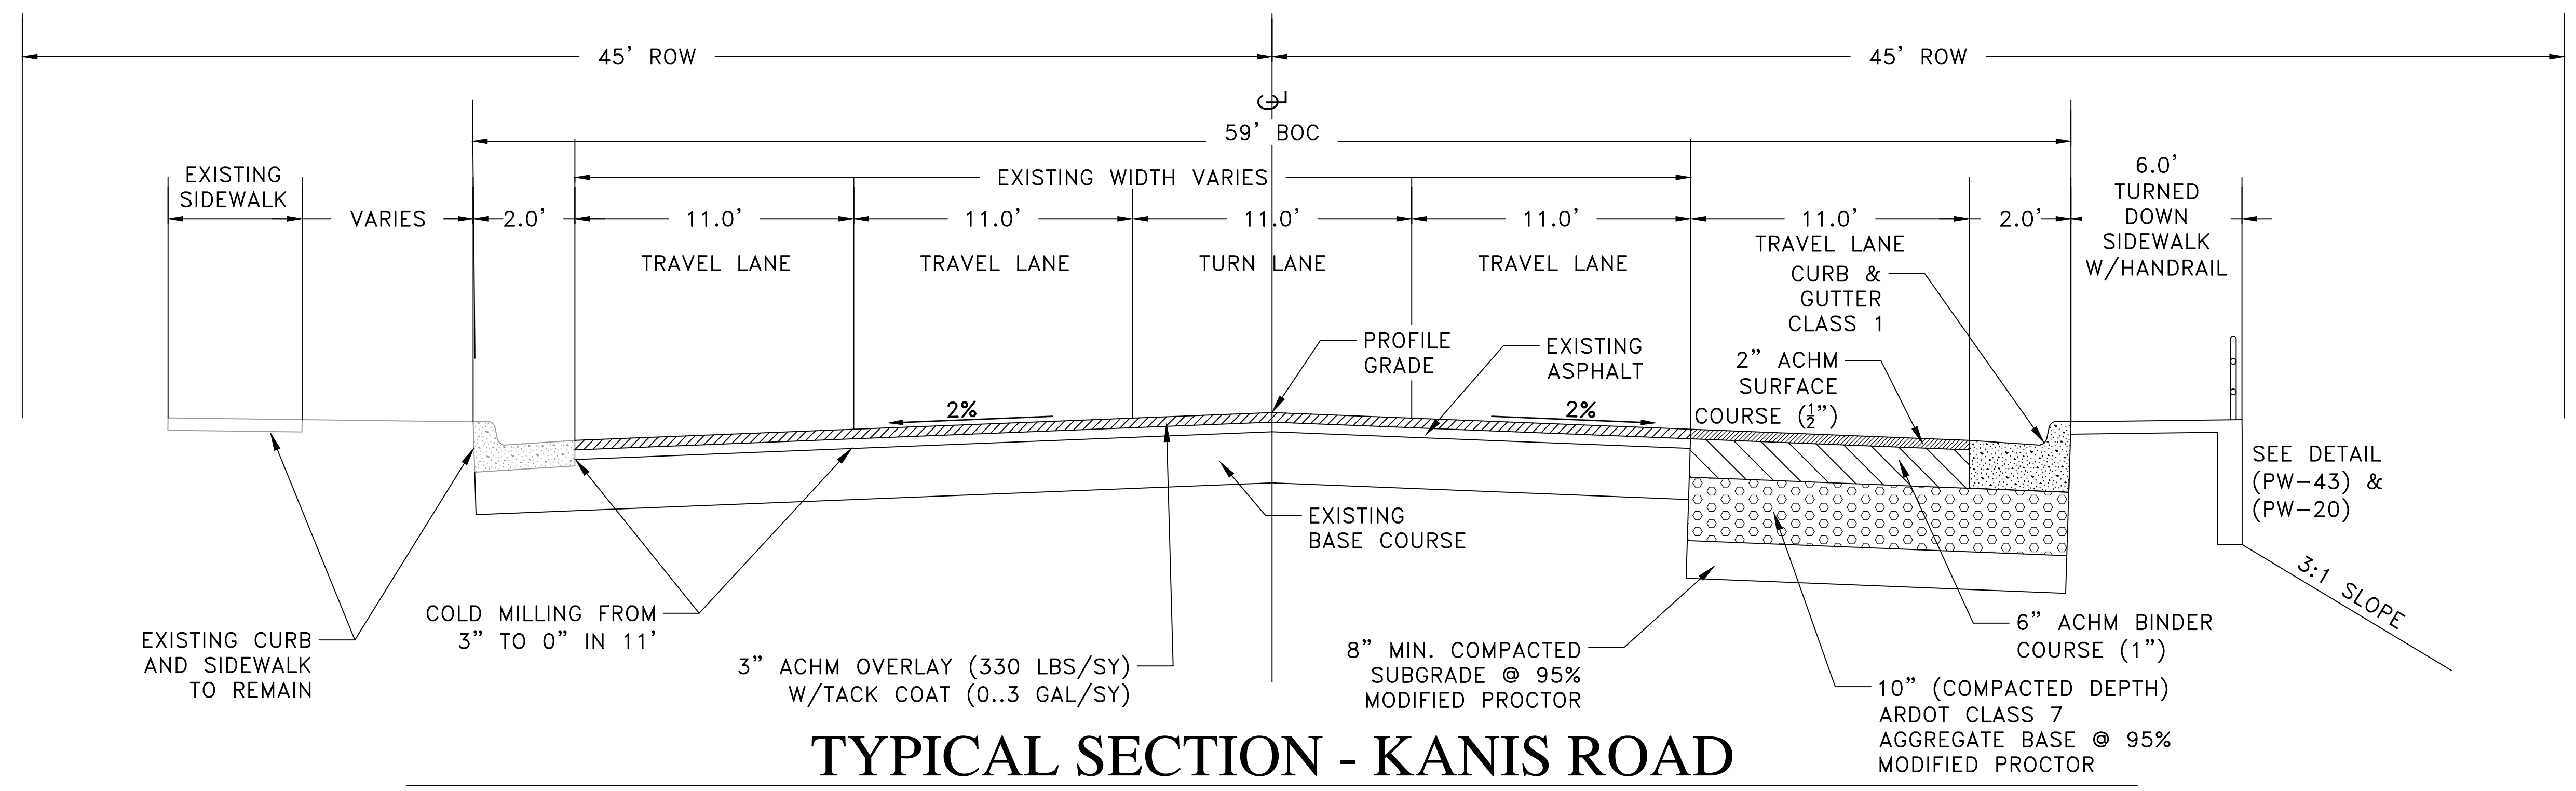 45' ROW
45' ROW
CL
59' BOC
EXISTING
SIDEWALK
EXISTING WIDTH VARIES
6.0'
TURNED
DOWN
SIDEWALK
W/HANDRAIL
VARIES
2.0'
11.0'
11.0'
11.0'
11.0'
11.0'
2.0'
TRAVEL LANE
TRAVEL LANE
TURN LANE
TRAVEL LANE
TRAVEL LANE
CURB &
GUTTER
CLASS 1
PROFILE
GRADE
EXISTING
ASPHALT
2" ACHM
SURFACE
COURSE (½")
2%
2%
SEE DETAIL
(PW-43) &
(PW-20)
EXISTING
BASE COURSE
3:1 SLOPE
COLD MILLING FROM
3" TO 0" IN 11'
EXISTING CURB
AND SIDEWALK
TO REMAIN
3" ACHM OVERLAY (330 LBS/SY)
W/TACK COAT (0..3 GAL/SY)
8" MIN. COMPACTED
SUBGRADE @ 95%
MODIFIED PROCTOR
6" ACHM BINDER
COURSE (1")
10" (COMPACTED DEPTH)
ARDOT CLASS 7
AGGREGATE BASE @ 95%
MODIFIED PROCTOR
TYPICAL SECTION - KANIS ROAD